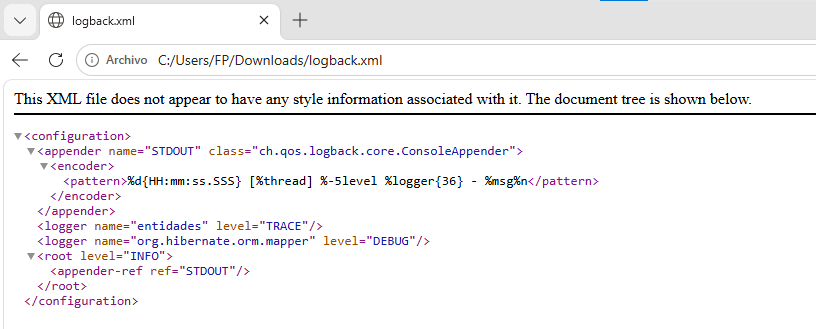 logback.xml
Archivo C:/Users/FP/Downloads/logback.xml
This XML file does not appear to have any style information associated with it. The document tree is shown below.
<configuration>
<appender name="STDOUT" class="ch.qos.logback.core.ConsoleAppender">
<encoder>
<pattern>%d{HH:mm:ss.SSS} [%thread] %-5level %logger{36} - %msg%n</pattern>
</encoder>
</appender>
<logger name="entidades" level="TRACE"/>
<logger name="org.hibernate.orm.mapper" level="DEBUG"/>
<root level="INFO">
<appender-ref ref="STDOUT"/>
</root>
</configuration>